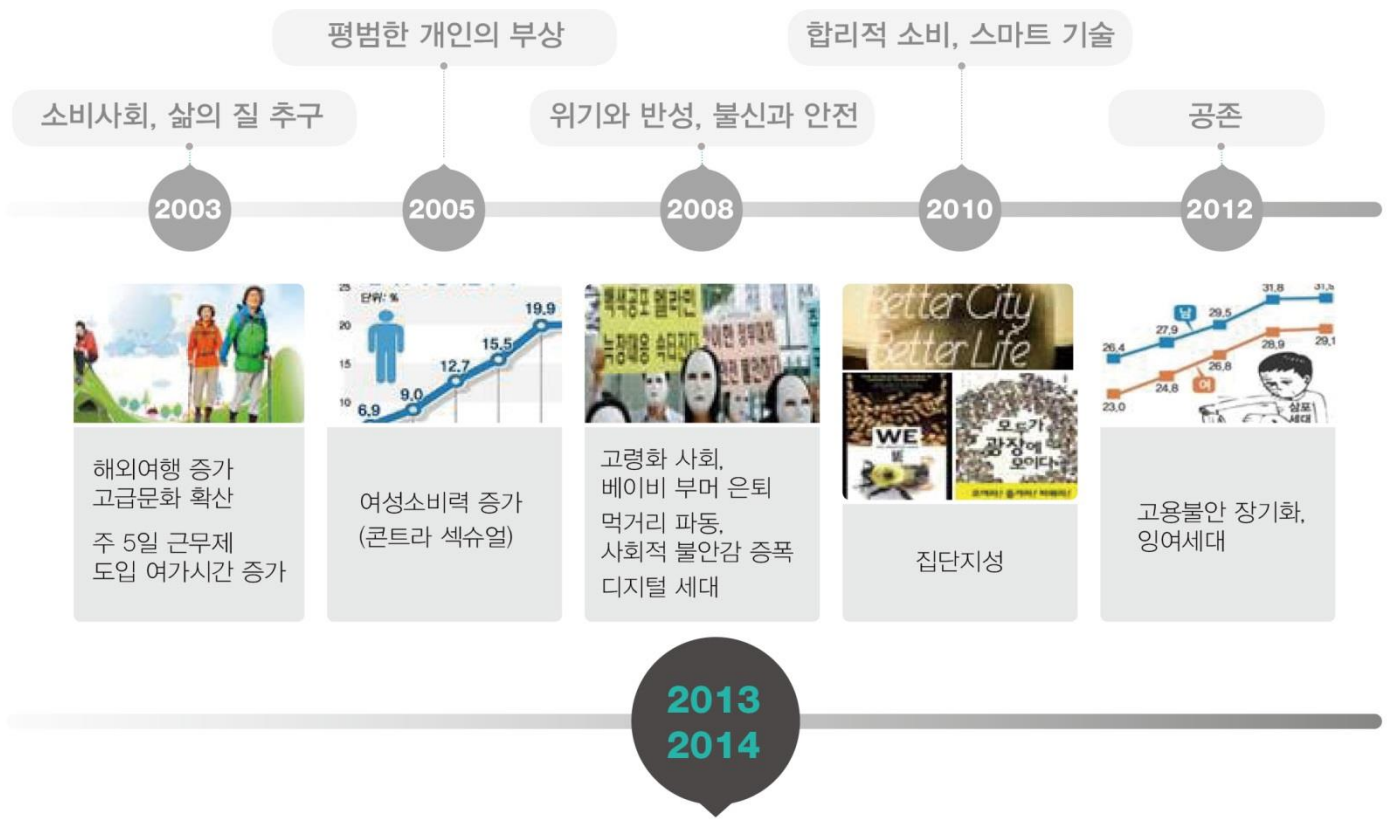 평범한 개인의 부상
합리적 소비, 스마트 기술
소비사회, 삶의 질 추구
위기와 반성, 불신과 안전
공존
2003
2005
2008
2010
2012
단위: %
25
20
15
10
6.9
9.0
12.7
15.5
19.9
Better City
Better Life
WE
모두가
광장에
모이다
남
여
26.4
27.9
29.5
31.8
23.0
24.8
26.8
28.9
29.1
삼포
세대
해외여행 증가
고급문화 확산
주 5일 근무제
도입 여가시간 증가
여성소비력 증가
(콘트라 섹슈얼)
고령화 사회,
베이비 부머 은퇴
먹거리 파동,
사회적 불안감 증폭
디지털 세대
집단지성
고용불안 장기화,
잉여세대
2013
2014